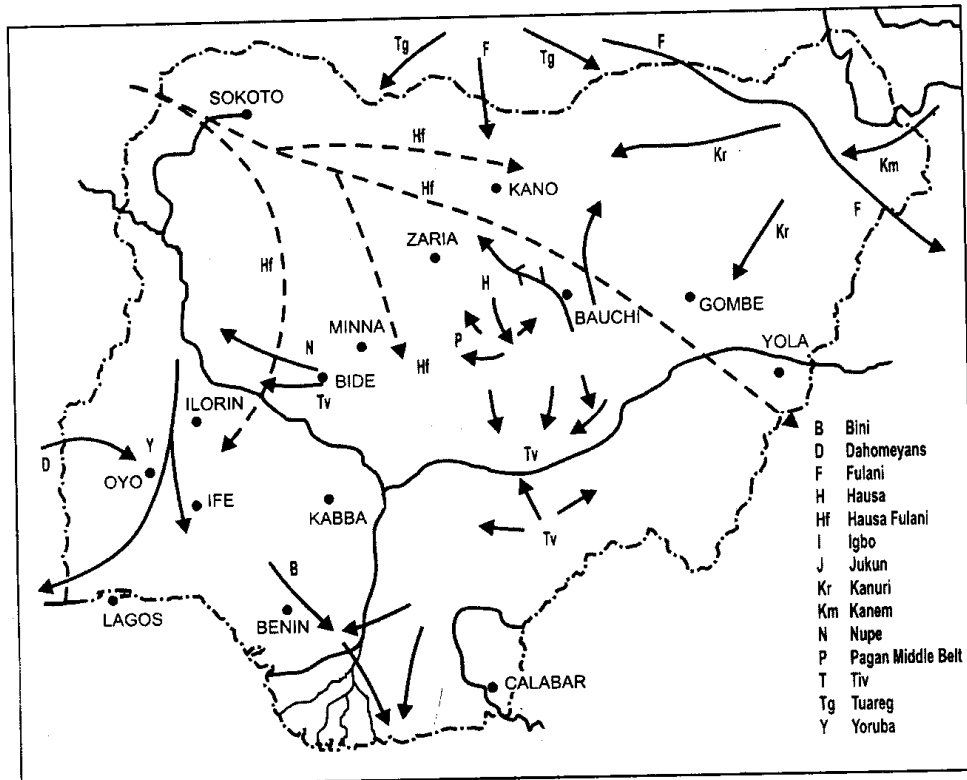 Tg
F
Tg
F
SOKOTO
Hf
Kr
Km
KANO
Hf
F
ZARIA
Kr
Hf
H
BAUCHI
GOMBE
MINNA
P
YOLA
N
Hf
BIDE
Tv
ILORIN
D
Y
Tv
OYO
IFE
KABBA
Tv
B
LAGOS
BENIN
CALABAR
B Bini
D Dahomeyans
F Fulani
H Hausa
Hf Hausa Fulani
I Igbo
J Jukun
Kr Kanuri
Km Kanem
N Nupe
P Pagan Middle Belt
T Tiv
Tg Tuareg
Y Yoruba